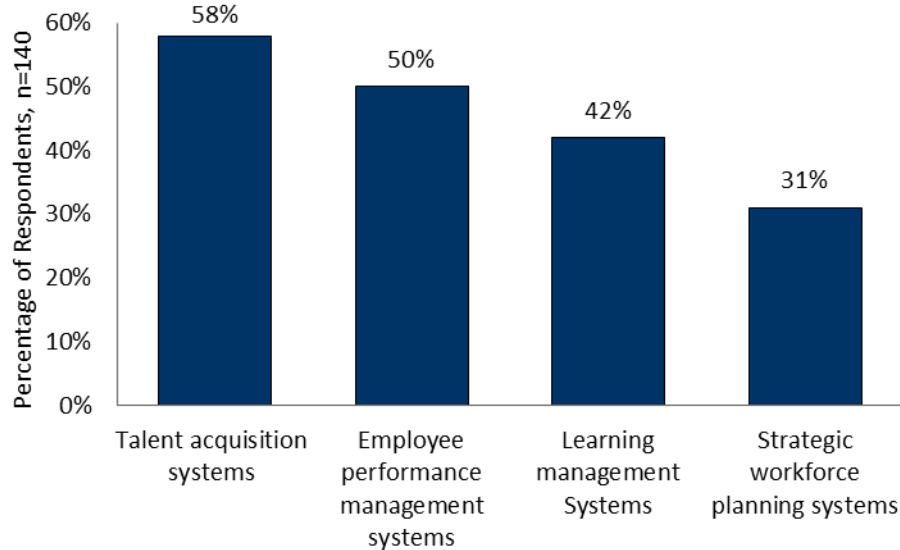 Percentage of Respondents, n=140
60%
50%
40%
30%
20%
10%
0%
58%
50%
42%
31%
Talent acquisition
systems
Employee
performance
management
systems
Learning
management
Systems
Strategic
workforce
planning systems